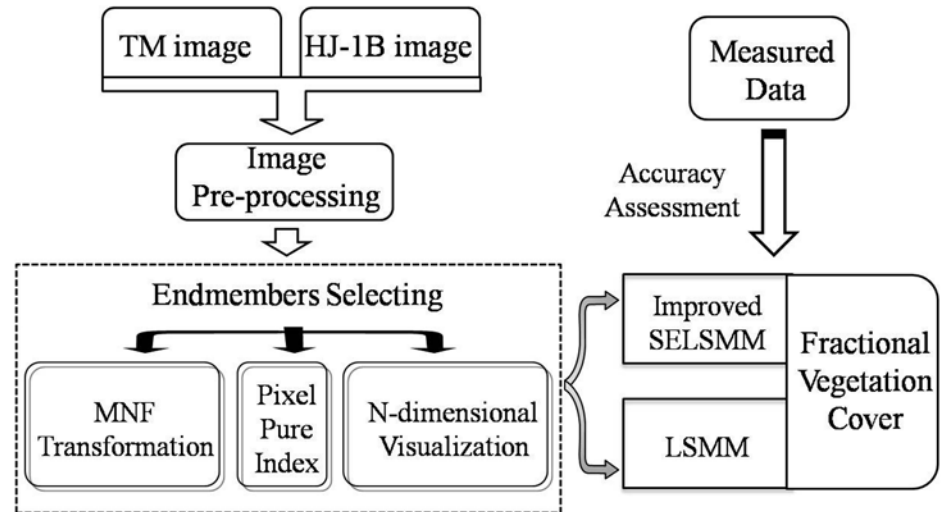 TM image
HJ-1B image
Image
Pre-processing
Endmembers Selecting
MNF
Transformation
Pixel
Pure
Index
N-dimensional
Visualization
Measured
Data
Accuracy
Assessment
Improved
SELSMM
LSMM
Fractional
Vegetation
Cover